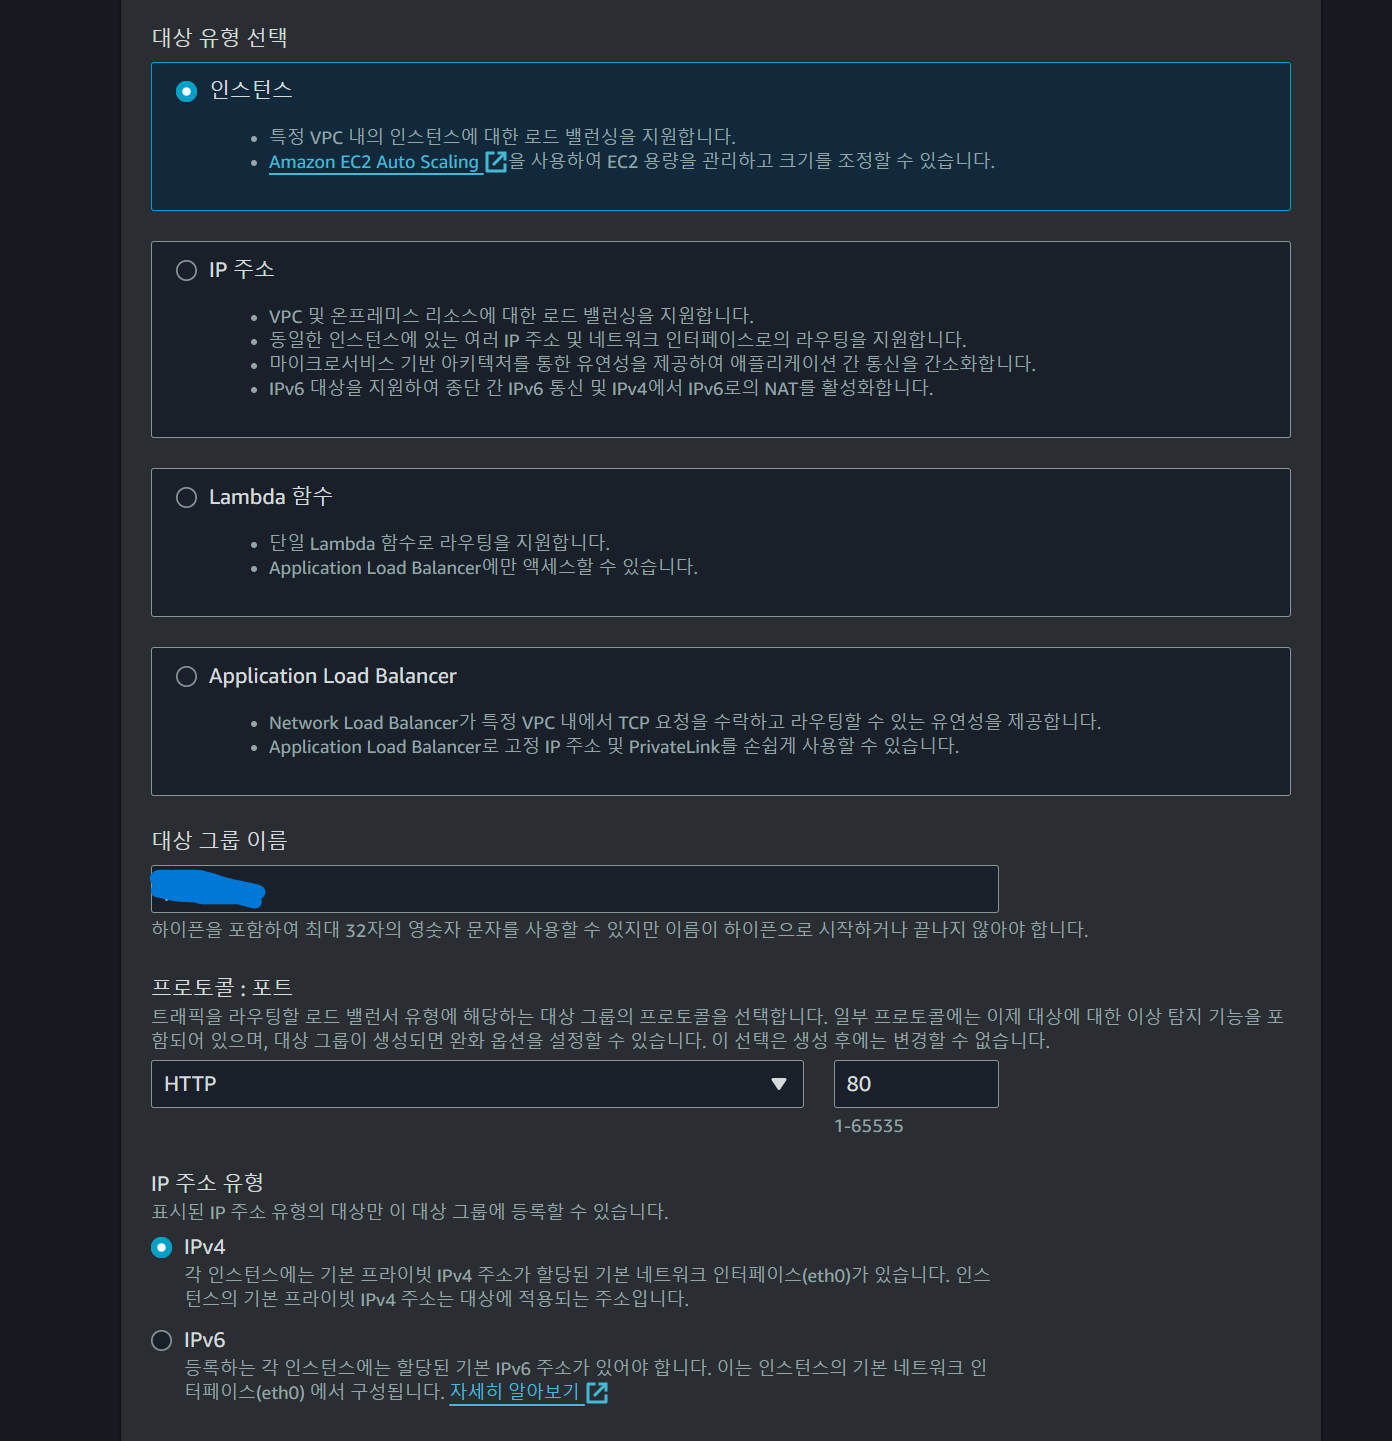 대상 유형 선택
인스턴스
특정 VPC 내의 인스턴스에 대한 로드 밸런싱을 지원합니다.
Amazon EC2 Auto Scaling 을 사용하여 EC2 용량을 관리하고 크기를 조정할 수 있습니다.
IP 주소
VPC 및 온프레미스 리소스에 대한 로드 밸런싱을 지원합니다.
동일한 인스턴스에 있는 여러 IP 주소 및 네트워크 인터페이스로의 라우팅을 지원합니다.
마이크로서비스 기반 아키텍처를 통한 유연성을 제공하여 애플리케이션 간 통신을 간소화합니다.
IPv6 대상을 지원하여 종단 간 IPv6 통신 및 IPv4에서 IPv6로의 NAT를 활성화합니다.
Lambda 함수
단일 Lambda 함수로 라우팅을 지원합니다.
Application Load Balancer에만 액세스할 수 있습니다.
Application Load Balancer
Network Load Balancer가 특정 VPC 내에서 TCP 요청을 수락하고 라우팅할 수 있는 유연성을 제공합니다.
Application Load Balancer로 고정 IP 주소 및 PrivateLink를 손쉽게 사용할 수 있습니다.
대상 그룹 이름
하이픈을 포함하여 최대 32자의 영숫자 문자를 사용할 수 있지만 이름이 하이픈으로 시작하거나 끝나지 않아야 합니다.
프로토콜 : 포트
트래픽을 라우팅할 로드 밸런서 유형에 해당하는 대상 그룹의 프로토콜을 선택합니다. 일부 프로토콜에는 이제 대상에 대한 이상 탐지 기능을 포
함되어 있으며, 대상 그룹이 생성되면 완화 옵션을 설정할 수 있습니다. 이 선택은 생성 후에는 변경할 수 없습니다.
HTTP
80
1-65535
IP 주소 유형
표시된 IP 주소 유형의 대상만 이 대상 그룹에 등록할 수 있습니다.
IPv4
각 인스턴스에는 기본 프라이빗 IPv4 주소가 할당된 기본 네트워크 인터페이스(eth0)가 있습니다. 인스
턴스의 기본 프라이빗 IPv4 주소는 대상에 적용되는 주소입니다.
IPv6
등록하는 각 인스턴스에는 할당된 기본 IPv6 주소가 있어야 합니다. 이는 인스턴스의 기본 네트워크 인
터페이스(eth0) 에서 구성됩니다. 자세히 알아보기